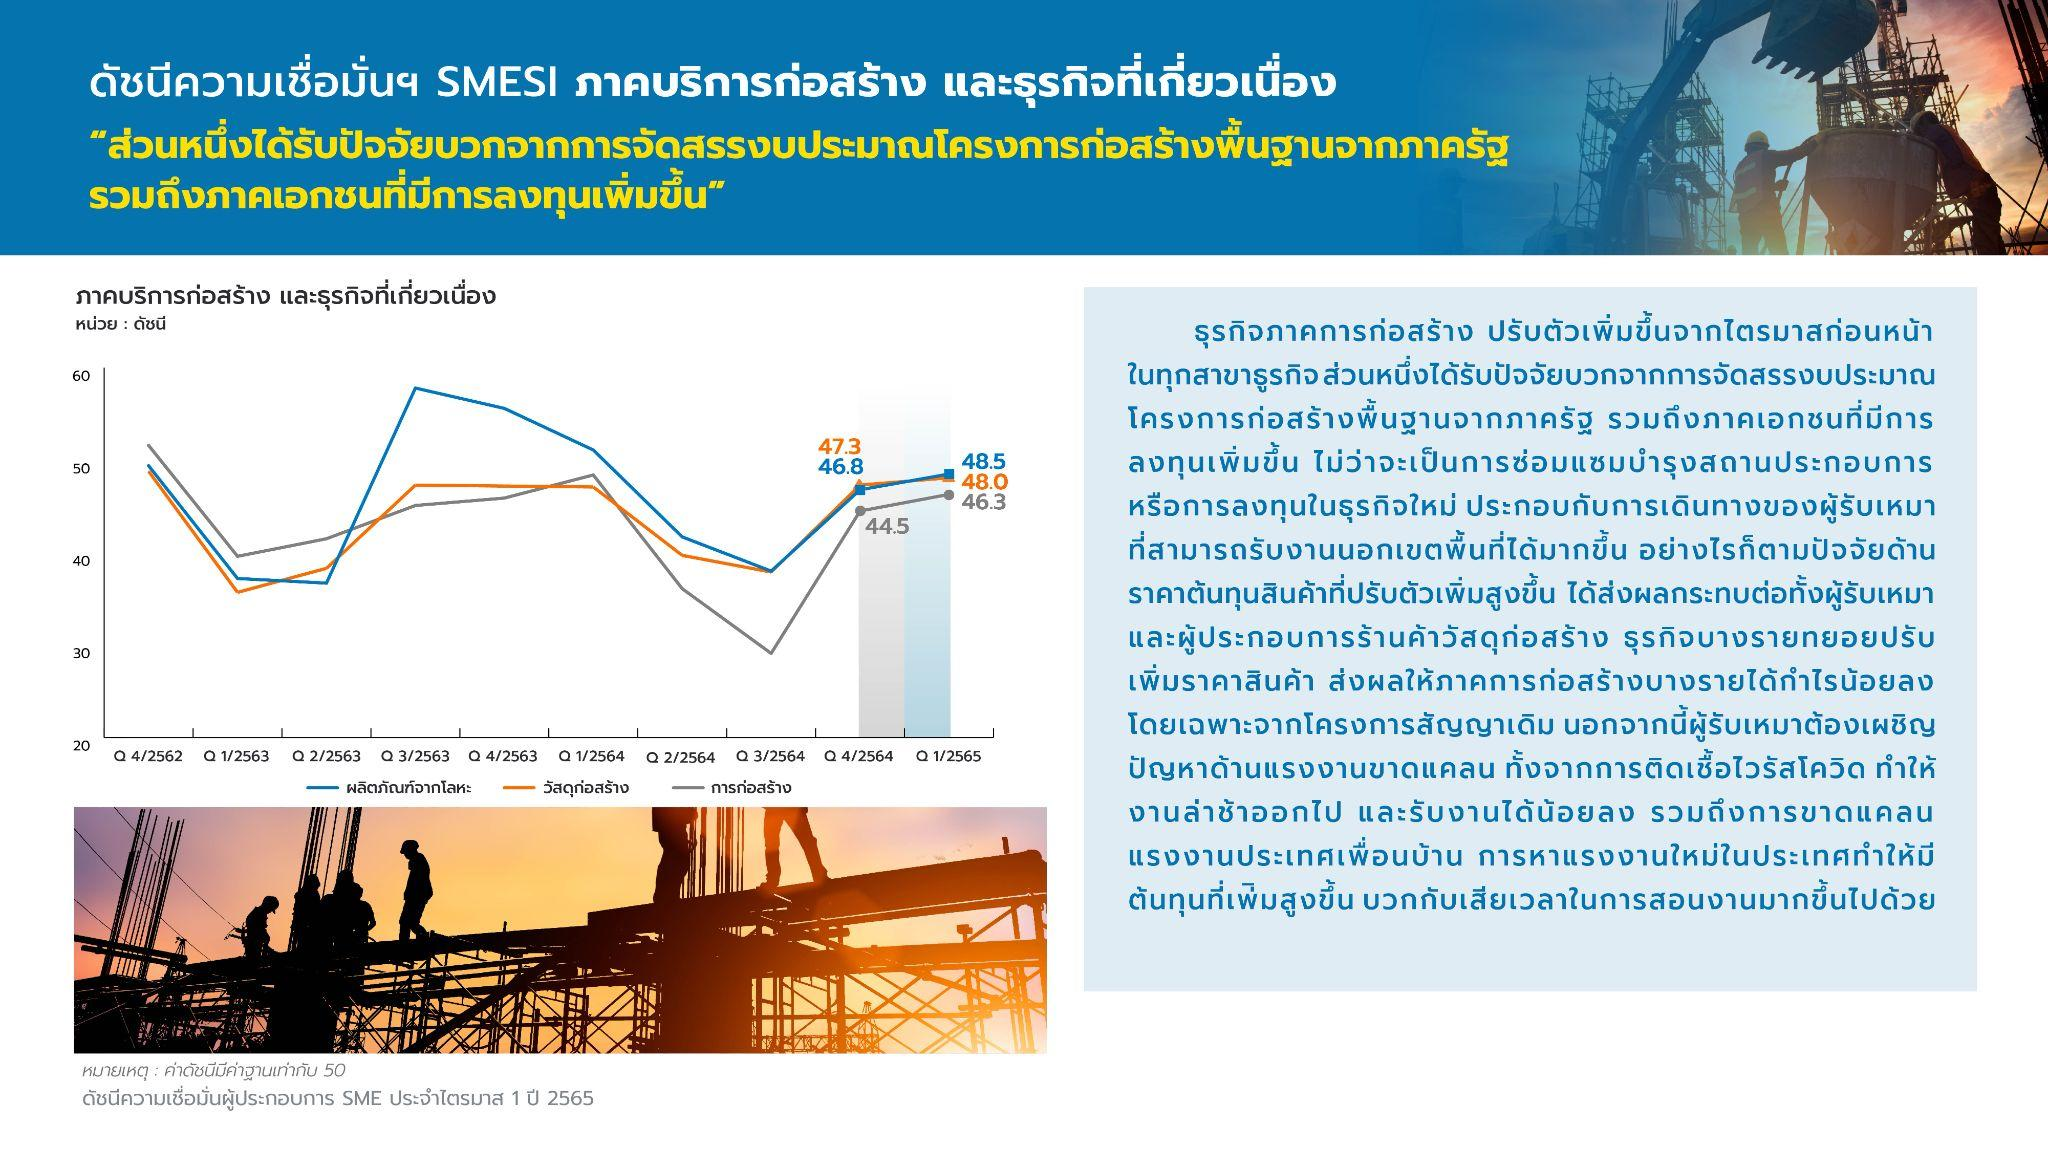 ดัชนีความเชื่อมั่นฯ SMESI ภาคบริการก่อสร้าง และธุรกิจที่เกี่ยวเนื่อง
“ส่วนหนึ่งได้รับปัจจัยบวกจากการจัดสรรงบประมาณโครงการก่อสร้างพื้นฐานจากภาครัฐ
รวมถึงภาคเอกชนที่มีการลงทุนเพิ่มขึ้น”
ภาคบริการก่อสร้าง และธุรกิจที่เกี่ยวเนื่อง
หน่วย : ดัชนี
60
50
40
30
20
47.3
46.8
44.5
48.5
48.0
46.3
Q 4/2562 Q 1/2563 Q 2/2563 Q 3/2563 Q 4/2563 Q 1/2564 Q 2/2564 Q 3/2564 Q 4/2564 Q 1/2565
ผลิตภัณฑ์จากโลหะ วัสดุก่อสร้าง การก่อสร้าง
ธุรกิจภาคการก่อสร้าง ปรับตัวเพิ่มขึ้นจากไตรมาสก่อนหน้า
ในทุกสาขาธูรกิจ ส่วนหนึ่งได้รับปัจจัยบวกจากการจัดสรรงบประมาณ
โครงการก่อสร้างพื้นฐานจากภาครัฐ รวมถึงภาคเอกชนที่มีการ
ลงทุนเพิ่มขึ้น ไม่ว่าจะเป็นการซ่อมแซมบำรุงสถานประกอบการ
หรือการลงทุนในธุรกิจใหม่ ประกอบกับการเดินทางของผู้รับเหมา
ที่สามารถรับงานนอกเขตพื้นที่ได้มากขึ้น อย่างไรก็ตามปัจจัยด้าน
ราคาต้นทุนสินค้าที่ปรับตัวเพิ่มสูงขึ้น ได้ส่งผลกระทบต่อทั้งผู้รับเหมา
และผู้ประกอบการร้านค้าวัสดุก่อสร้าง ธุรกิจบางรายทยอยปรับ
เพิ่มราคาสินค้า ส่งผลให้ภาคการก่อสร้างบางรายได้กำไรน้อยลง
โดยเฉพาะจากโครงการสัญญาเดิม นอกจากนี้ผู้รับเหมาต้องเผชิญ
ปัญหาด้านแรงงานขาดแคลน ทั้งจากการติดเชื้อไวรัสโควิด ทำให้
งานล่าช้าออกไป และรับงานได้น้อยลง รวมถึงการขาดแคลน
แรงงานประเทศเพื่อนบ้าน การหาแรงงานใหม่ในประเทศทำให้มี
ต้นทุนที่เพิ่มสูงขึ้น บวกกับเสียเวลาในการสอนงานมากขึ้นไปด้วย
หมายเหตุ : ค่าดัชนีมีค่าฐานเท่ากับ 50
ดัชนีความเชื่อมั่นผู้ประกอบการ SME ประจำไตรมาส 1 ปี 2565